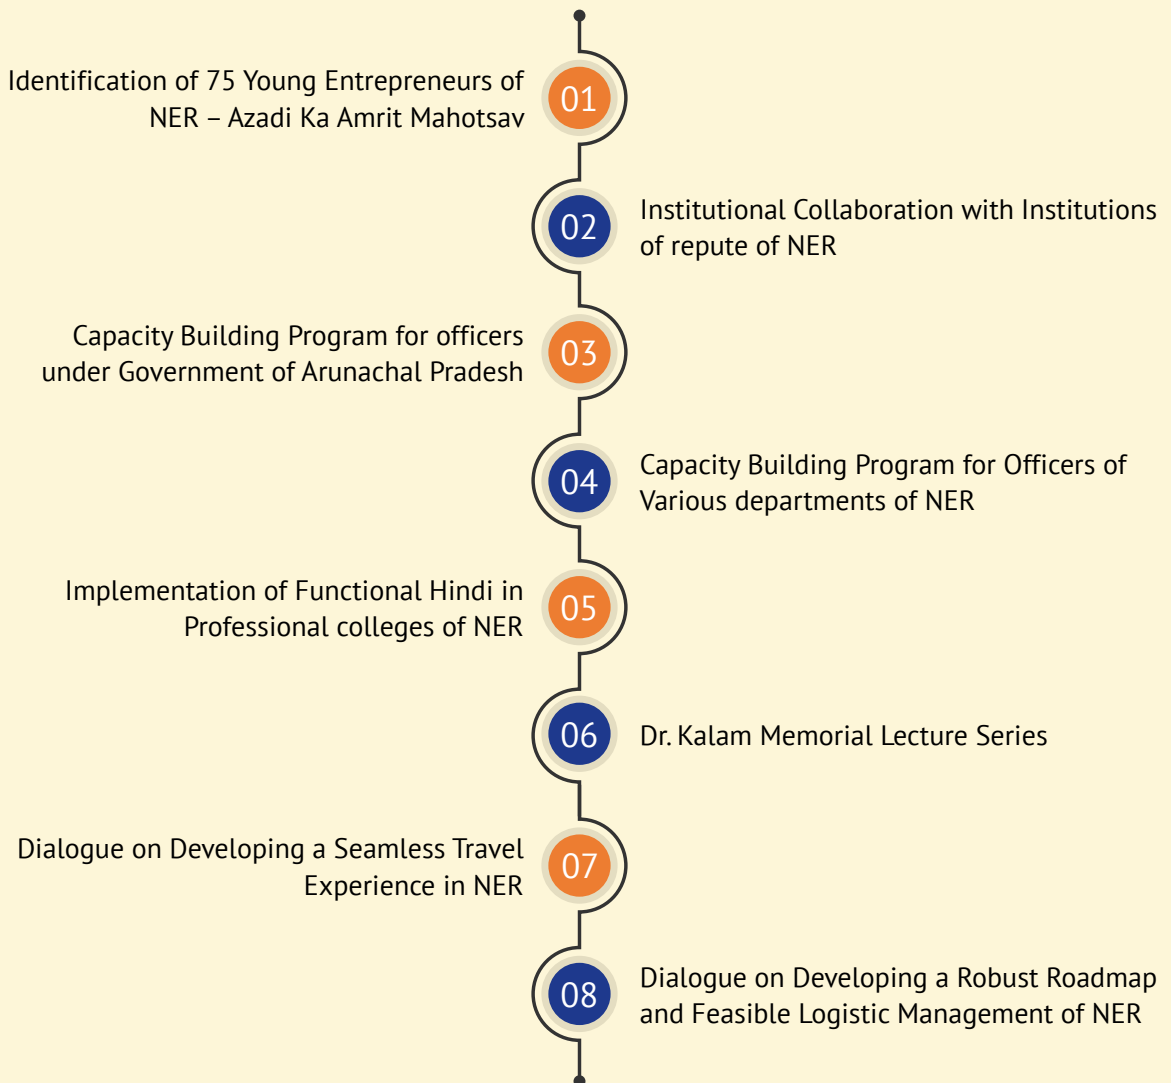 Identification of 75 Young Entrepreneurs of
NER – Azadi Ka Amrit Mahotsav
01
02
Institutional Collaboration with Institutions
of repute of NER
Capacity Building Program for officers
under Government of Arunachal Pradesh
03
04
Capacity Building Program for Officers of
Various departments of NER
Implementation of Functional Hindi in
Professional colleges of NER
05
06
Dr. Kalam Memorial Lecture Series
Dialogue on Developing a Seamless Travel
Experience in NER
07
08
Dialogue on Developing a Robust Roadmap
and Feasible Logistic Management of NER